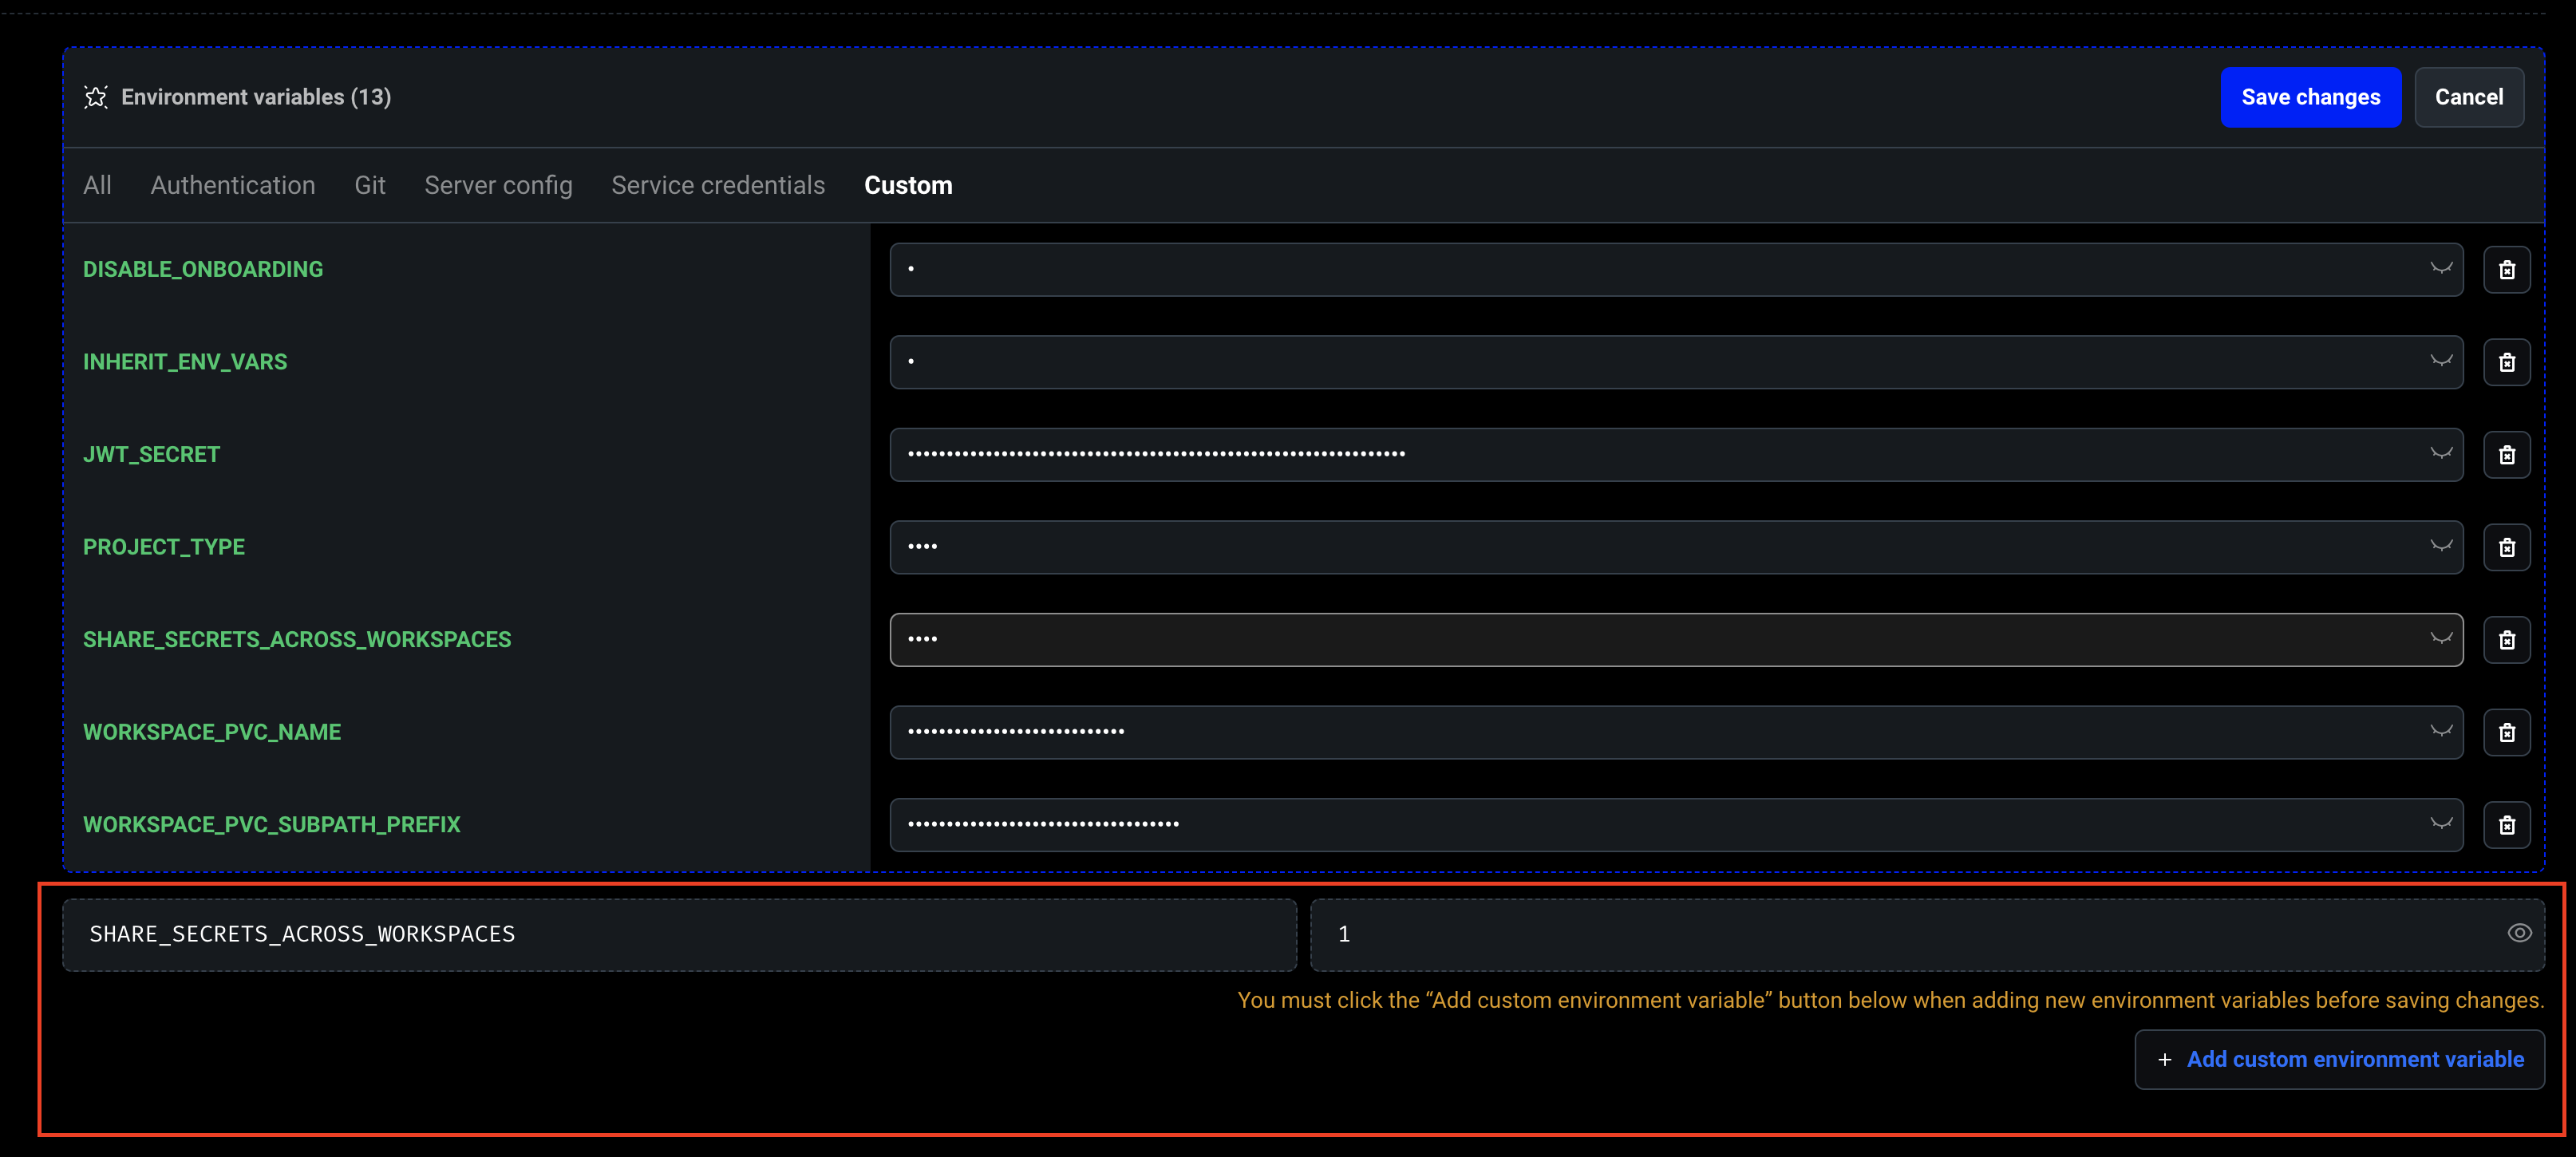 Environment variables (13)
Save changes
Cancel
All Authentication Git Server config Service credentials Custom
DISABLE_ONBOARDING
INHERIT_ENV_VARS
JWT_SECRET
PROJECT_TYPE
SHARE_SECRETS_ACROSS_WORKSPACES
WORKSPACE_PVC_NAME
WORKSPACE_PVC_SUBPATH_PREFIX
SHARE_SECRETS_ACROSS_WORKSPACES 1
You must click the “Add custom environment variable” button below when adding new environment variables before saving changes.
+ Add custom environment variable